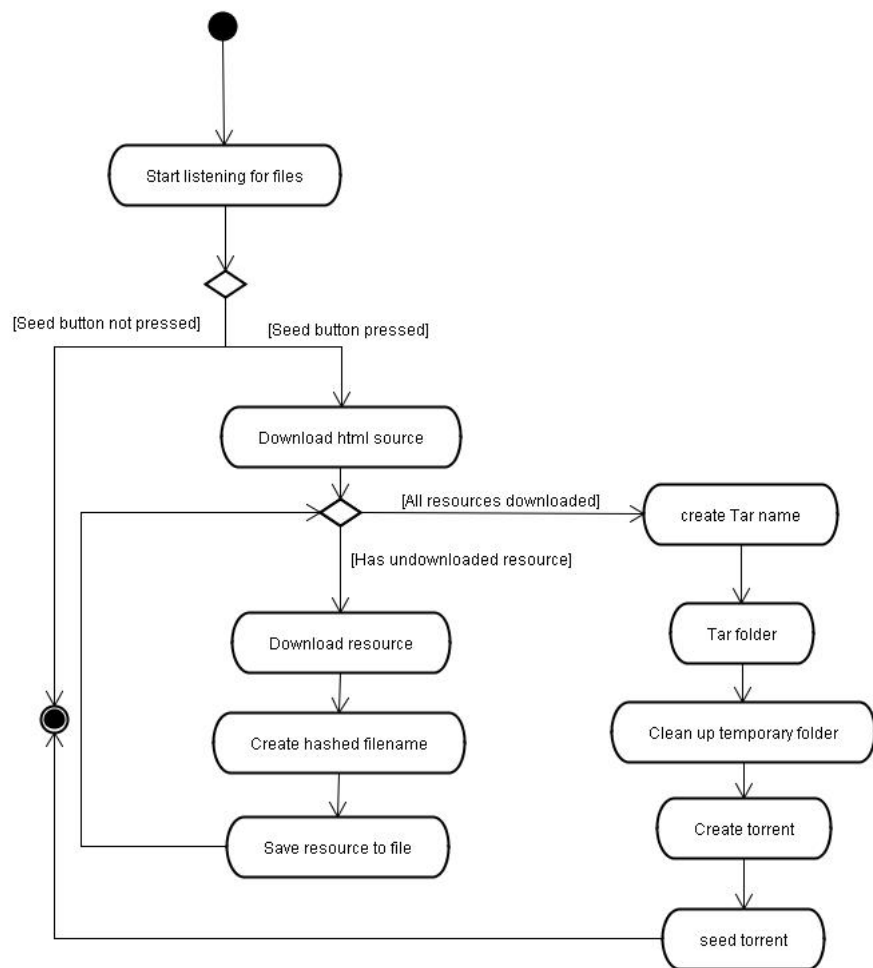 Start listening for files
[Seed button not pressed]
[Seed button pressed]
Download html source
[All resources downloaded]
create Tar name
[Has undownloaded resource]
Download resource
Tar folder
Create hashed filename
Clean up temporary folder
Save resource to file
Create torrent
seed torrent